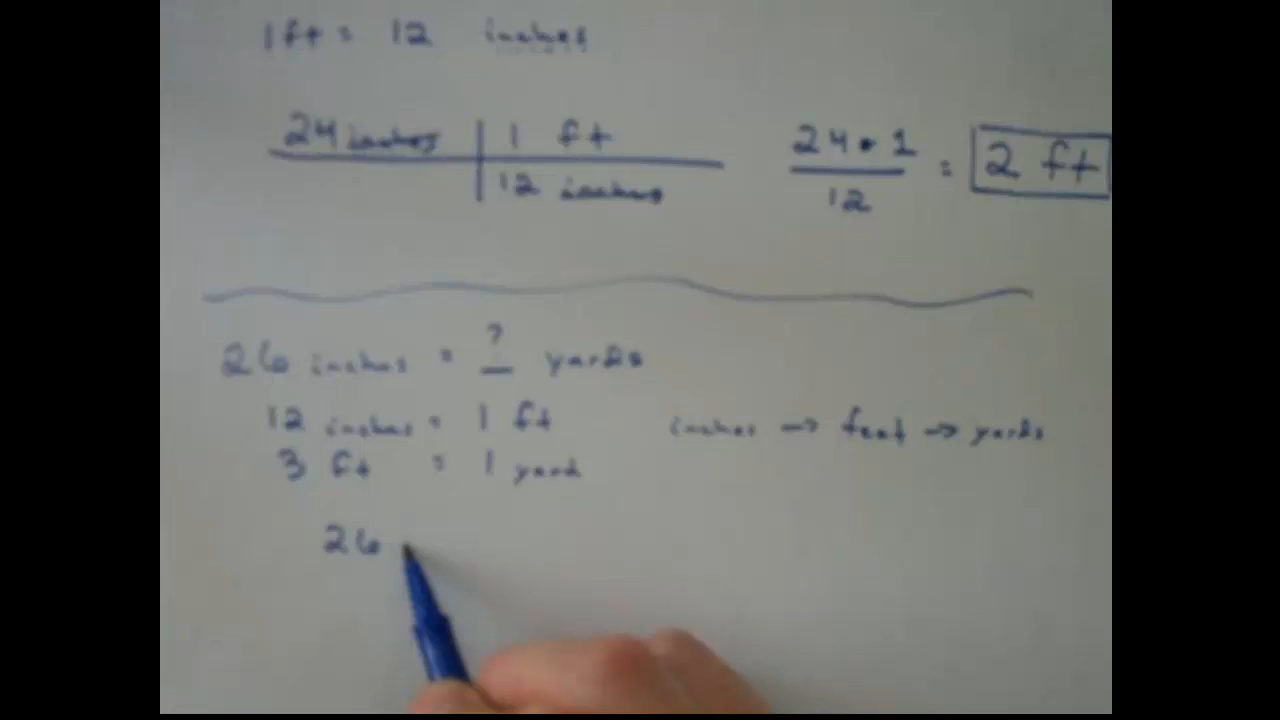 1 ft = 12 inches
24 inches | 1 ft
12 inches
24 • 1
12
= 2 ft
26 inches = ? yards
12 inches = 1 ft
inches → feet → yards
3 ft = 1 yard
26